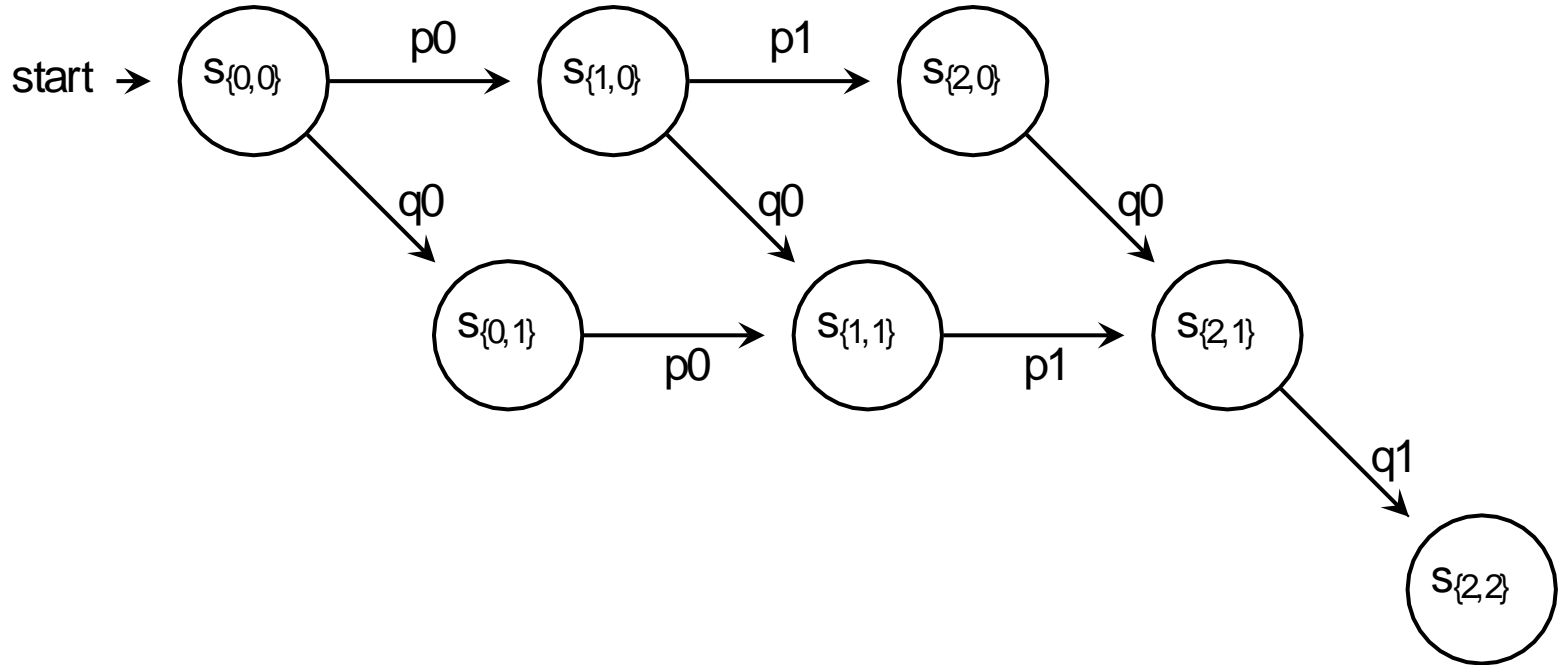 p0 p1
start s{0,0} s{1,0} s{2,0}
q0 q0 q0
s{0,1} s{1,1} s{2,1}
p0 p1
q1
s{2,2}